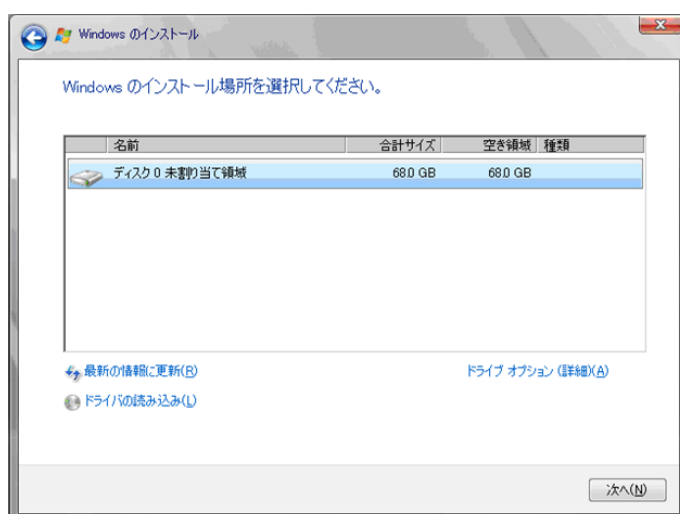 Windows のインストール
Windows のインストール場所を選択してください。
名前 合計サイズ 空き領域 種類
ディスク 0 未割り当て領域 68.0 GB 68.0 GB
最新の情報に更新(R) ドライブ オプション (詳細)(A)
ドライバの読み込み(L)
次へ(N)